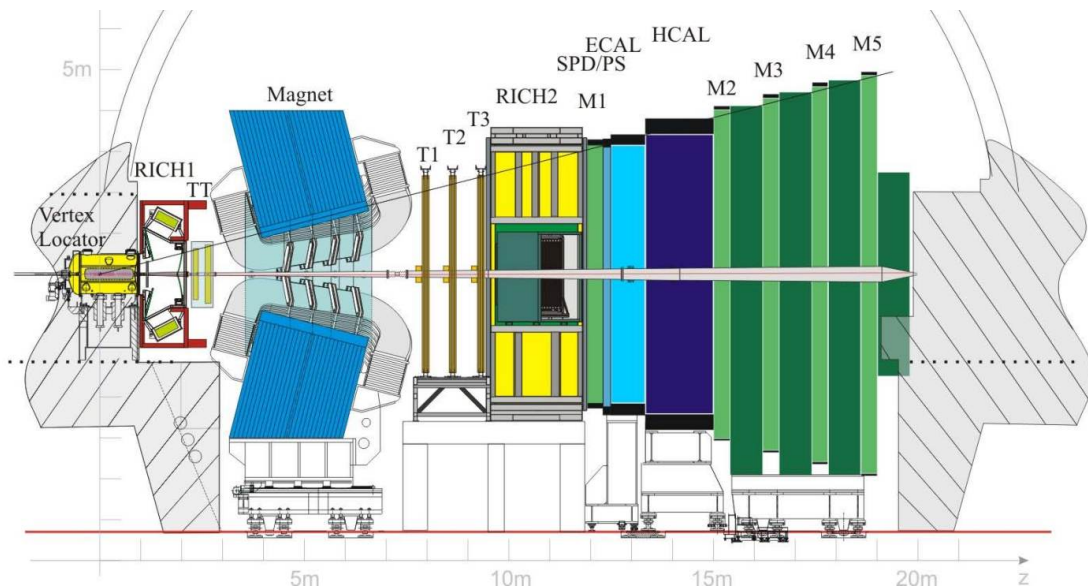 5m
Magnet
RICH1
TT
Vertex
Locator
T1
T2
T3
RICH2
SPD/PS
M1
ECAL
HCAL
M2
M3
M4
M5
5m
10m
15m
20m
z